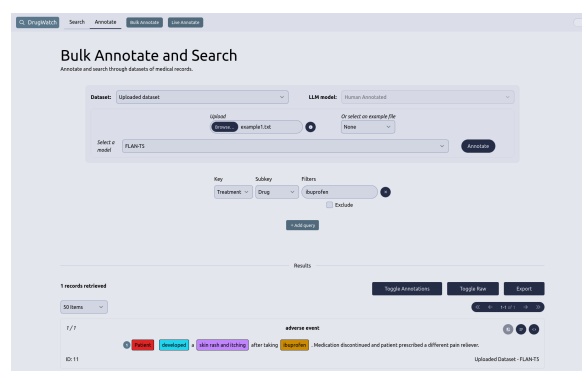 DrugWatch Search Annotate Bulk Annotate Live Annotate
Bulk Annotate and Search
Annotate and search through datasets of medical records.
Dataset: Uploaded dataset LLM model: Human Annotated
Upload Or select an example file
Browse... example1.txt None
Select a model FLAN-T5 Annotate
Key Subkey Filters
Treatment Drug ibuprofen
Exclude
+ Add query
Results
1 records retrieved Toggle Annotations Toggle Raw Export
50 Items 1-1 of 1
? / ? adverse event
Patient developed a skin rash and itching after taking ibuprofen . Medication discontinued and patient prescribed a different pain reliever.
ID: 11 Uploaded Dataset - FLAN-T5